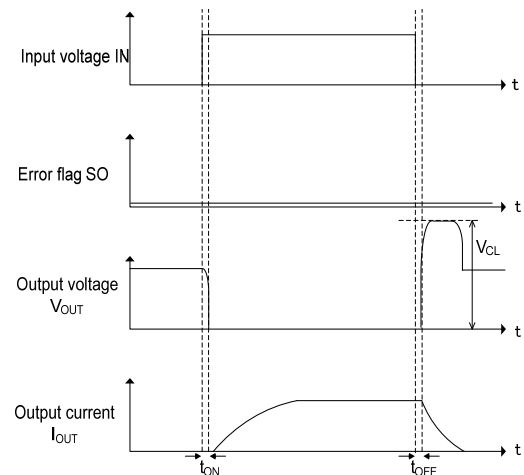 Input voltage IN
t
Error flag SO
t
VCL
Output voltage
VOUT
t
Output current
IOUT
t
tON
tOFF